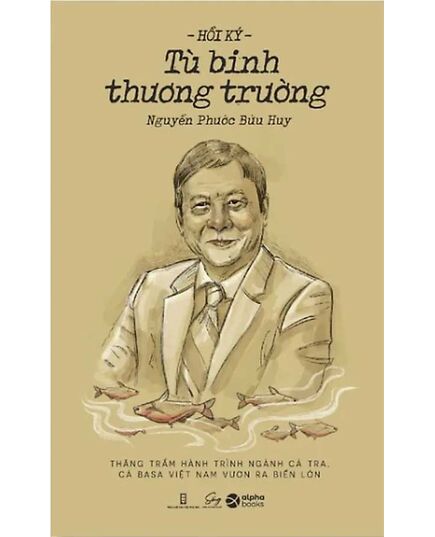 – HỒI KÝ –
Tù binh
thương trường
Nguyễn Phước Bửu Huy
THĂNG TRẦM HÀNH TRÌNH NGÀNH CÁ TRA,
CÁ BASA VIỆT NAM VƯƠN RA BIỂN LỚN
alpha
books